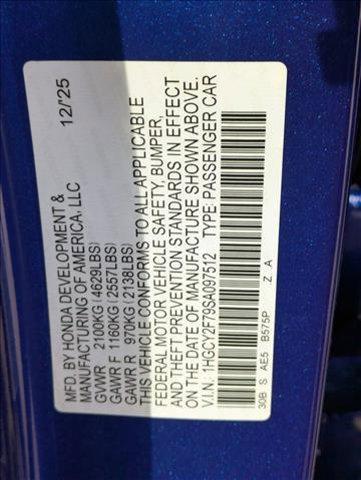 MFD. BY HONDA DEVELOPMENT & 12/'25
MANUFACTURING OF AMERICA, LLC
GVWR 2100KG(4629LBS)
GAWR F 1160KG(2557LBS)
GAWR R 970KG(2138LBS)
THIS VEHICLE CONFORMS TO ALL APPLICABLE
FEDERAL MOTOR VEHICLE SAFETY, BUMPER,
AND THEFT PREVENTION STANDARDS IN EFFECT
ON THE DATE OF MANUFACTURE SHOWN ABOVE.
V.I.N. 1HGCY2F79SA097512 TYPE: PASSENGER CAR
30B S AE5 B575P Z A